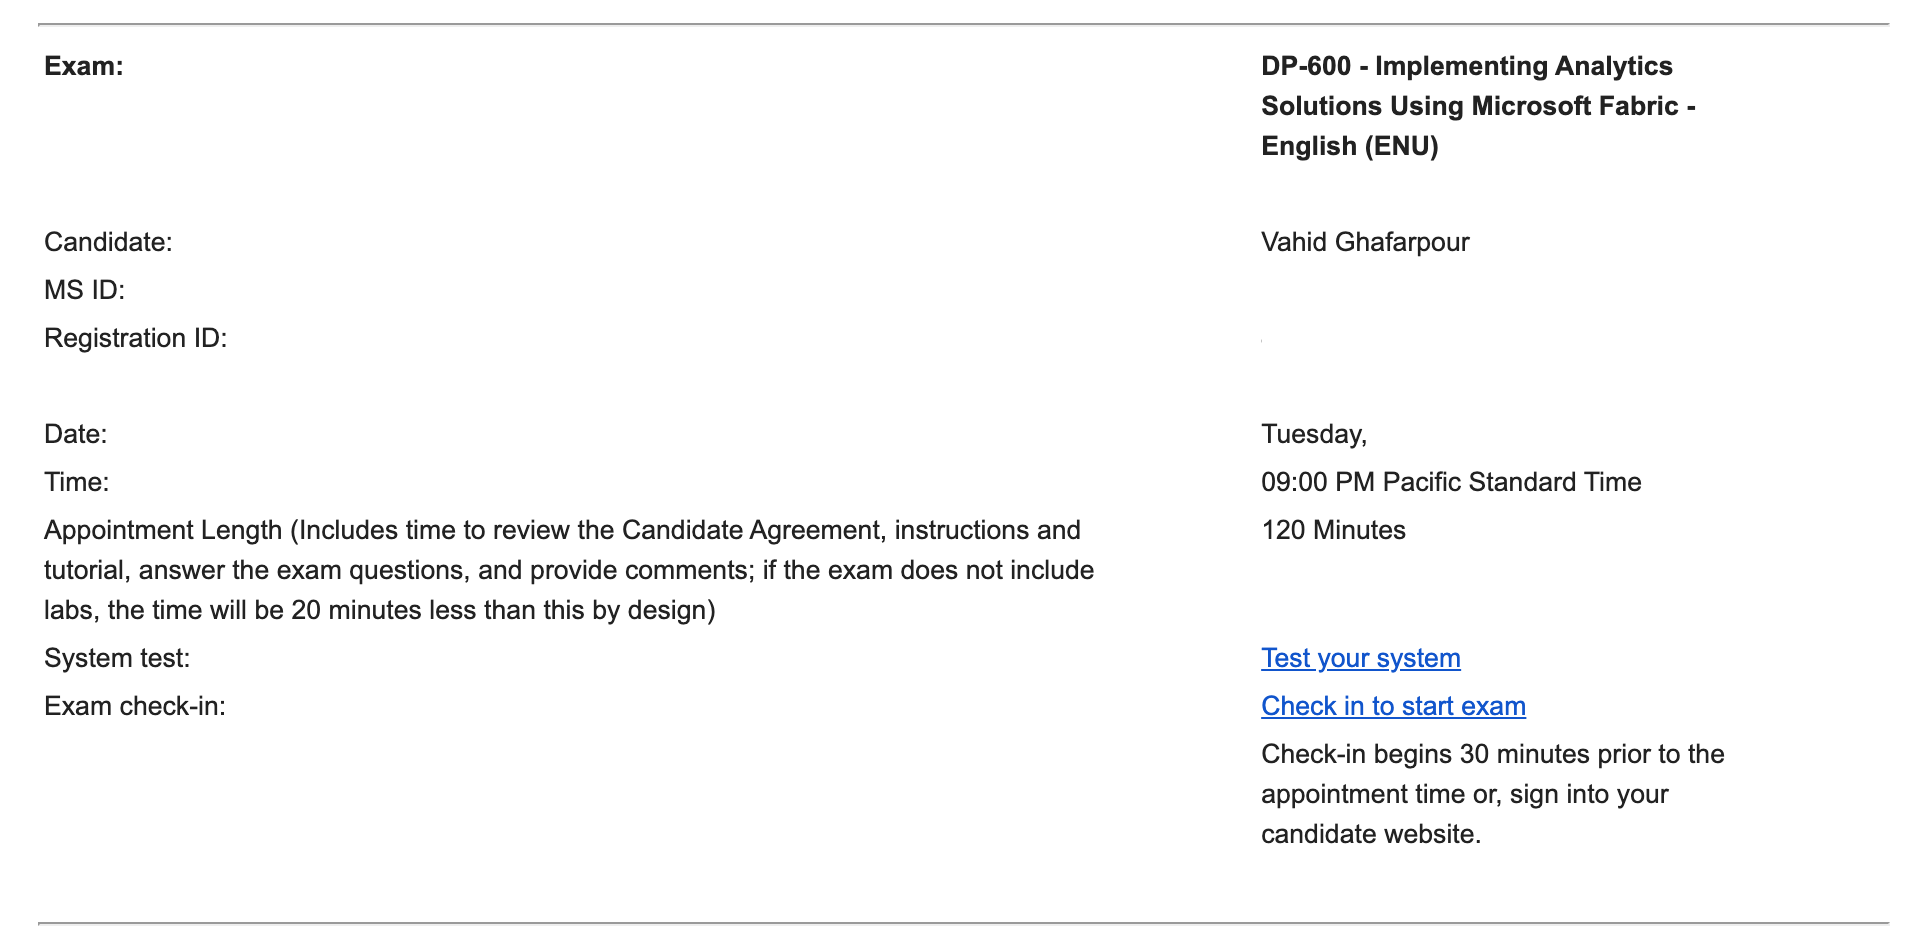 Exam:
DP-600 - Implementing Analytics
Solutions Using Microsoft Fabric -
English (ENU)
Candidate:
Vahid Ghafarpour
MS ID:
Registration ID:
Date:
Tuesday,
Time:
09:00 PM Pacific Standard Time
Appointment Length (Includes time to review the Candidate Agreement, instructions and
tutorial, answer the exam questions, and provide comments; if the exam does not include
labs, the time will be 20 minutes less than this by design)
120 Minutes
System test:
Test your system
Exam check-in:
Check in to start exam
Check-in begins 30 minutes prior to the
appointment time or, sign into your
candidate website.